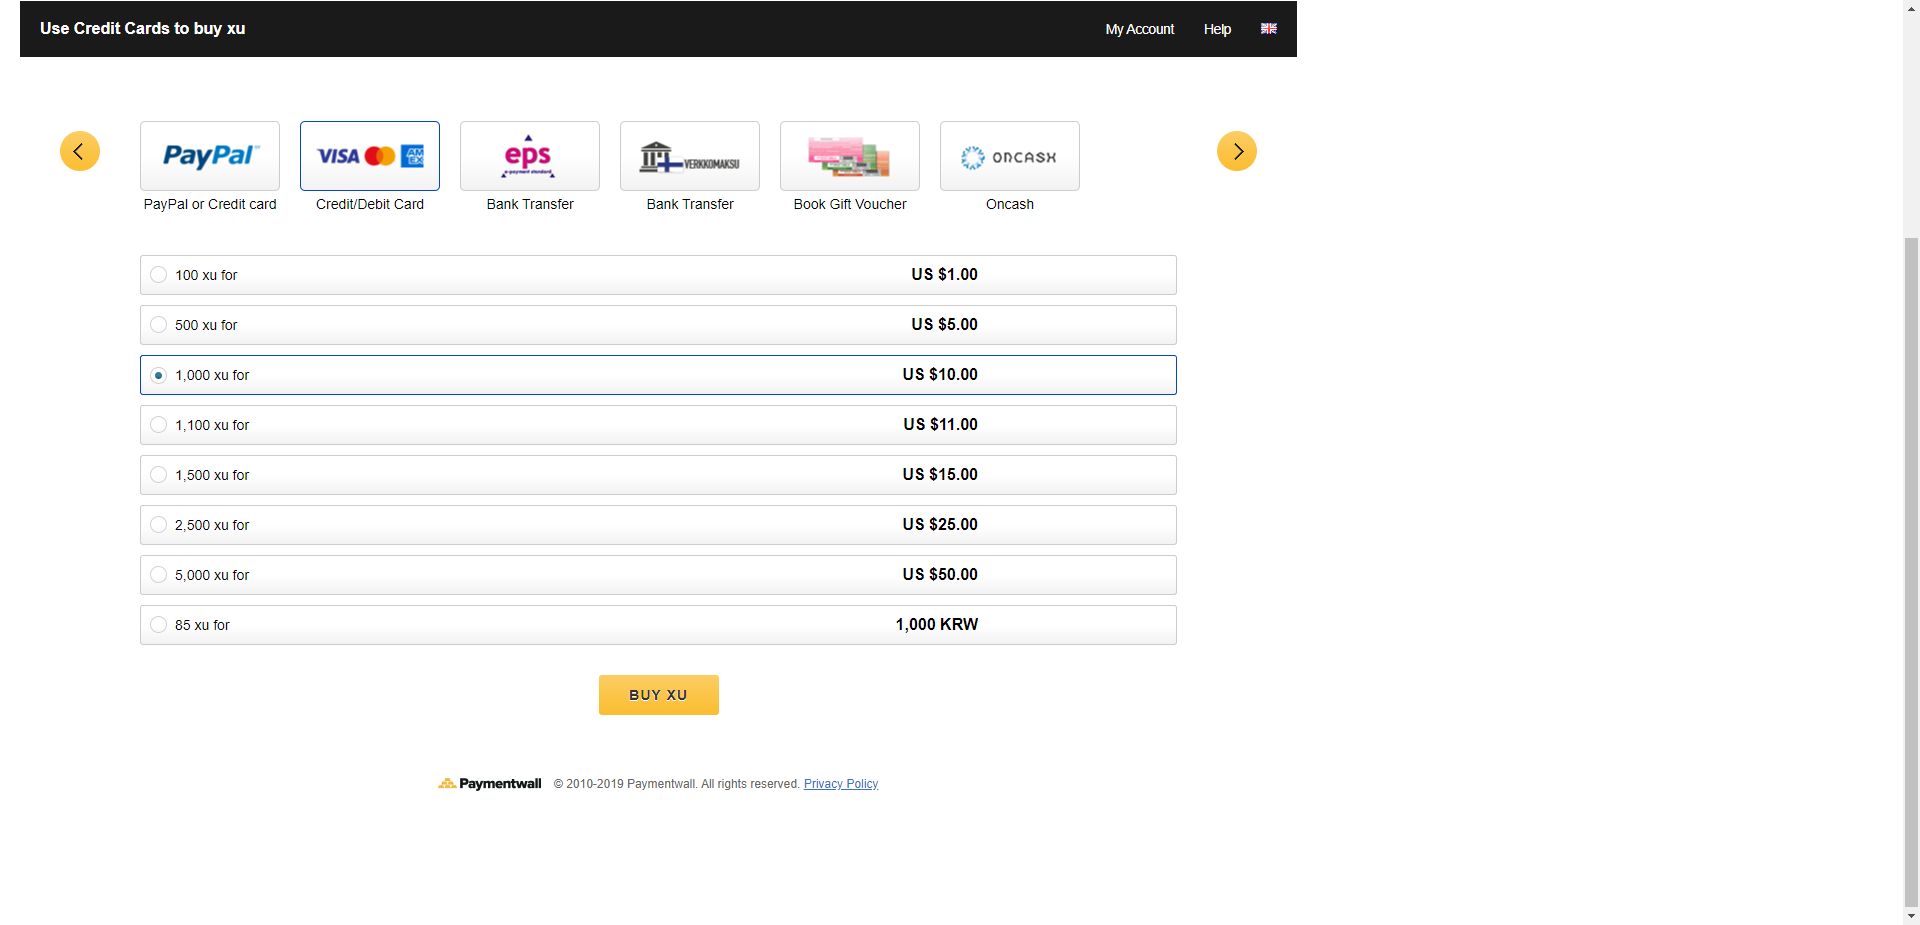 Use Credit Cards to buy xu
My Account Help
PayPal VISA AMEX eps VERKKOMAKSU ONCASH
e-payment standard
PayPal or Credit card Credit/Debit Card Bank Transfer Bank Transfer Book Gift Voucher Oncash
100 xu for US $1.00
500 xu for US $5.00
1,000 xu for US $10.00
1,100 xu for US $11.00
1,500 xu for US $15.00
2,500 xu for US $25.00
5,000 xu for US $50.00
85 xu for 1,000 KRW
BUY XU
Paymentwall © 2010-2019 Paymentwall. All rights reserved. Privacy Policy